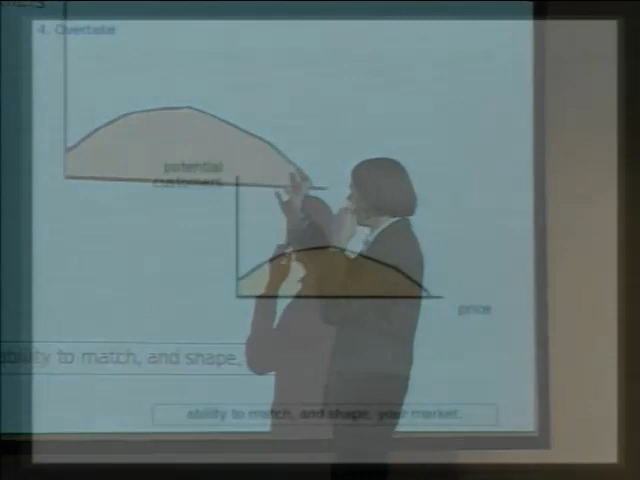 4. Overtake
potential
customers
price
ability to match, and shape,
ability to match, and shape, your market.